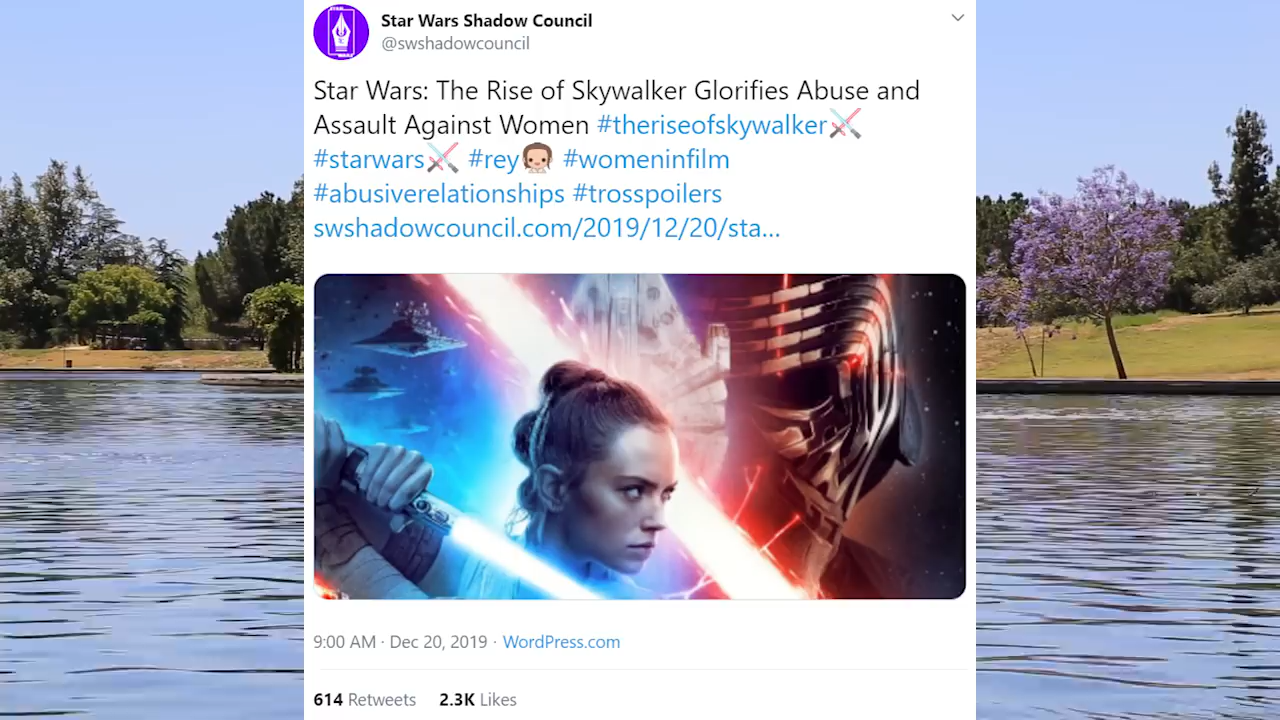 Star Wars Shadow Council
@swshadowcouncil
Star Wars: The Rise of Skywalker Glorifies Abuse and
Assault Against Women #theriseofskywalker
#starwars #rey #womeninfilm
#abusiverelationships #trosspoilers
swshadowcouncil.com/2019/12/20/sta...
9:00 AM · Dec 20, 2019 · WordPress.com
614 Retweets 2.3K Likes